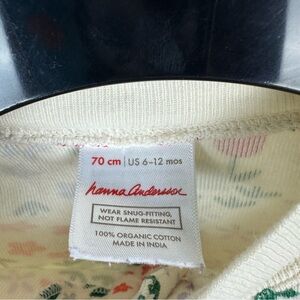 70 cm | US 6-12 mos
hanna andersson
WEAR SNUG-FITTING,
NOT FLAME RESISTANT
100% ORGANIC COTTON
MADE IN INDIA